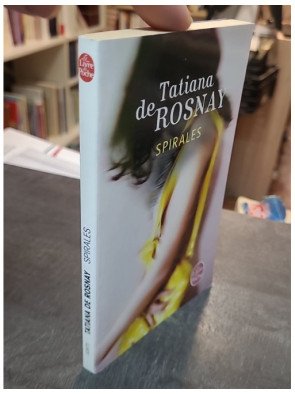 Le Livre
de Poche
Tatiana
de ROSNAY
SPIRALES
TATIANA DE ROSNAY SPIRALES